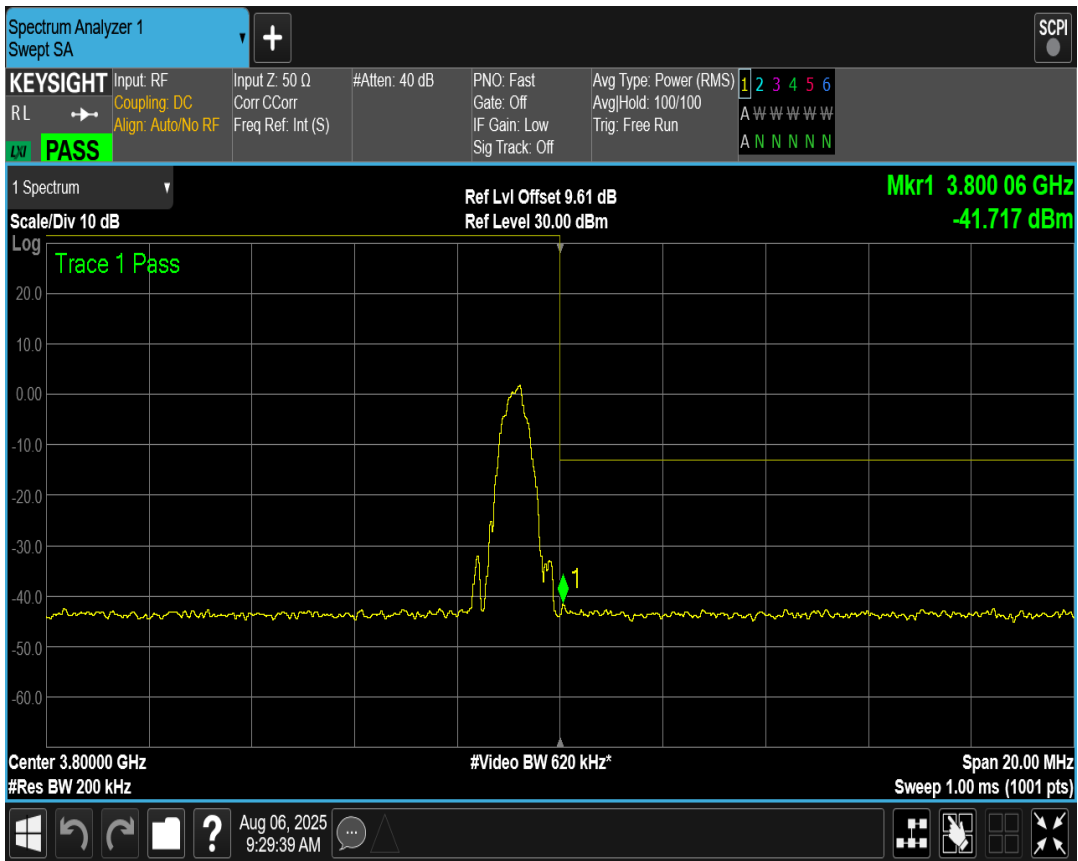 Spectrum Analyzer 1
Swept SA
+
SCPI
KEYSIGHT
R L
LXI PASS
Input: RF
Coupling: DC
Align: Auto/No RF
Input Z: 50 Ω
Corr CCorr
Freq Ref: Int (S)
#Atten: 40 dB
PNO: Fast
Gate: Off
IF Gain: Low
Sig Track: Off
Avg Type: Power (RMS)
Avg|Hold: 100/100
Trig: Free Run
1 2 3 4 5 6
A W W W W W
A N N N N N
1 Spectrum
Scale/Div 10 dB
Ref Lvl Offset 9.61 dB
Ref Level 30.00 dBm
Mkr1 3.800 06 GHz
-41.717 dBm
Log
Trace 1 Pass
20.0
10.0
0.00
-10.0
-20.0
-30.0
-40.0
-50.0
-60.0
1
Center 3.80000 GHz
#Res BW 200 kHz
#Video BW 620 kHz*
Span 20.00 MHz
Sweep 1.00 ms (1001 pts)
?
Aug 06, 2025
9:29:39 AM